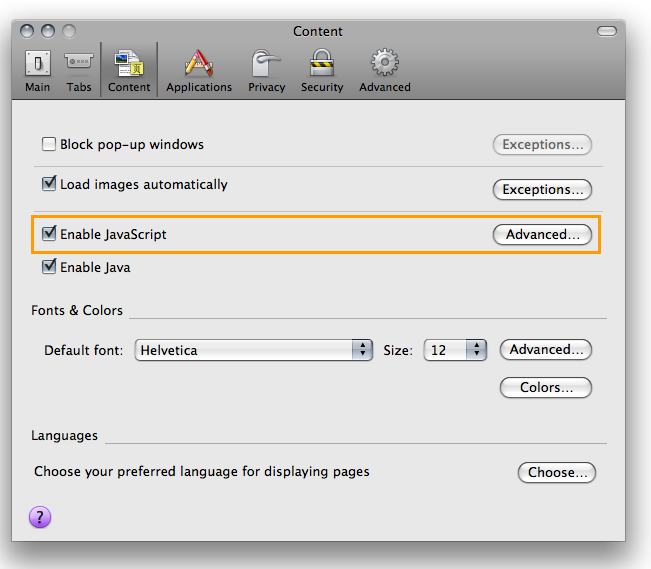 Content
Main Tabs Content Applications Privacy Security Advanced
Block pop-up windows Exceptions...
Load images automatically Exceptions...
Enable JavaScript Advanced...
Enable Java
Fonts & Colors
Default font: Helvetica Size: 12 Advanced...
Colors...
Languages
Choose your preferred language for displaying pages Choose...
?